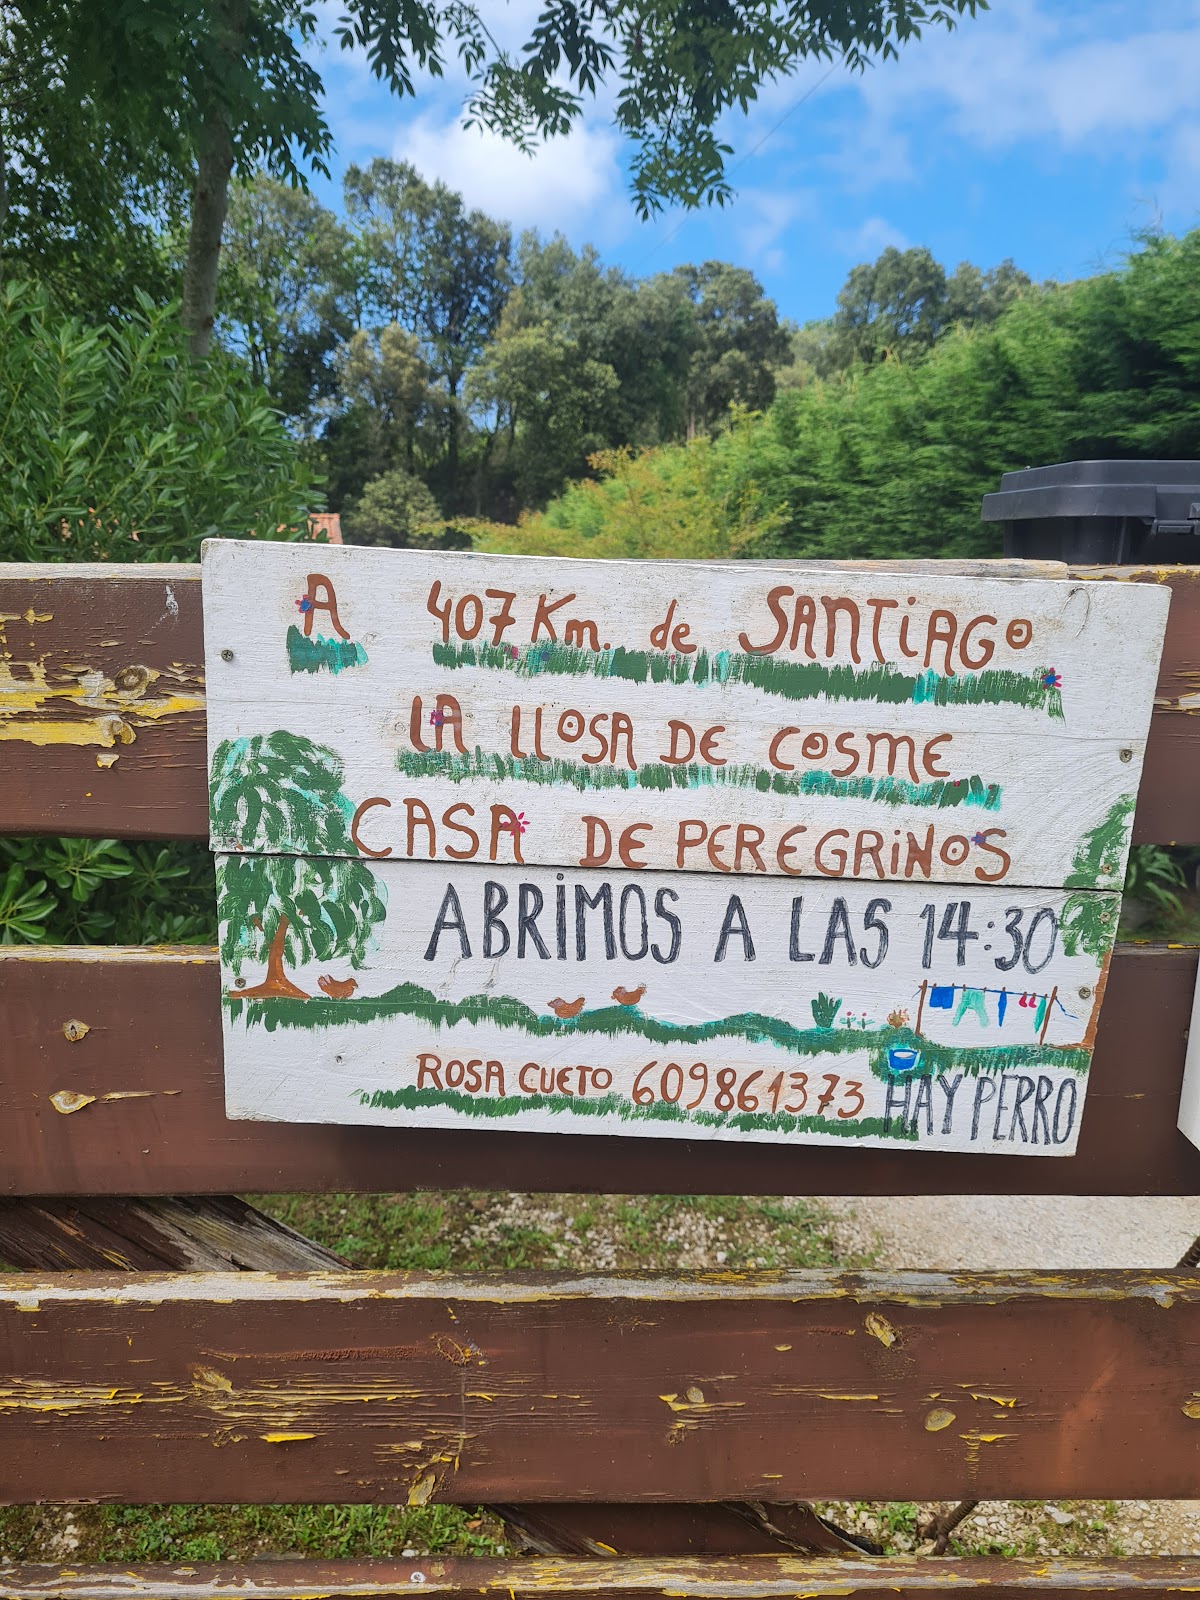 A 407 Km. de SANTiAGo
LA LLOSA DE COSME
CASA DE PEREGRiNOS
ABRiMOS A LAS 14:30
ROSA CUETO 609861373 HAY PERRO